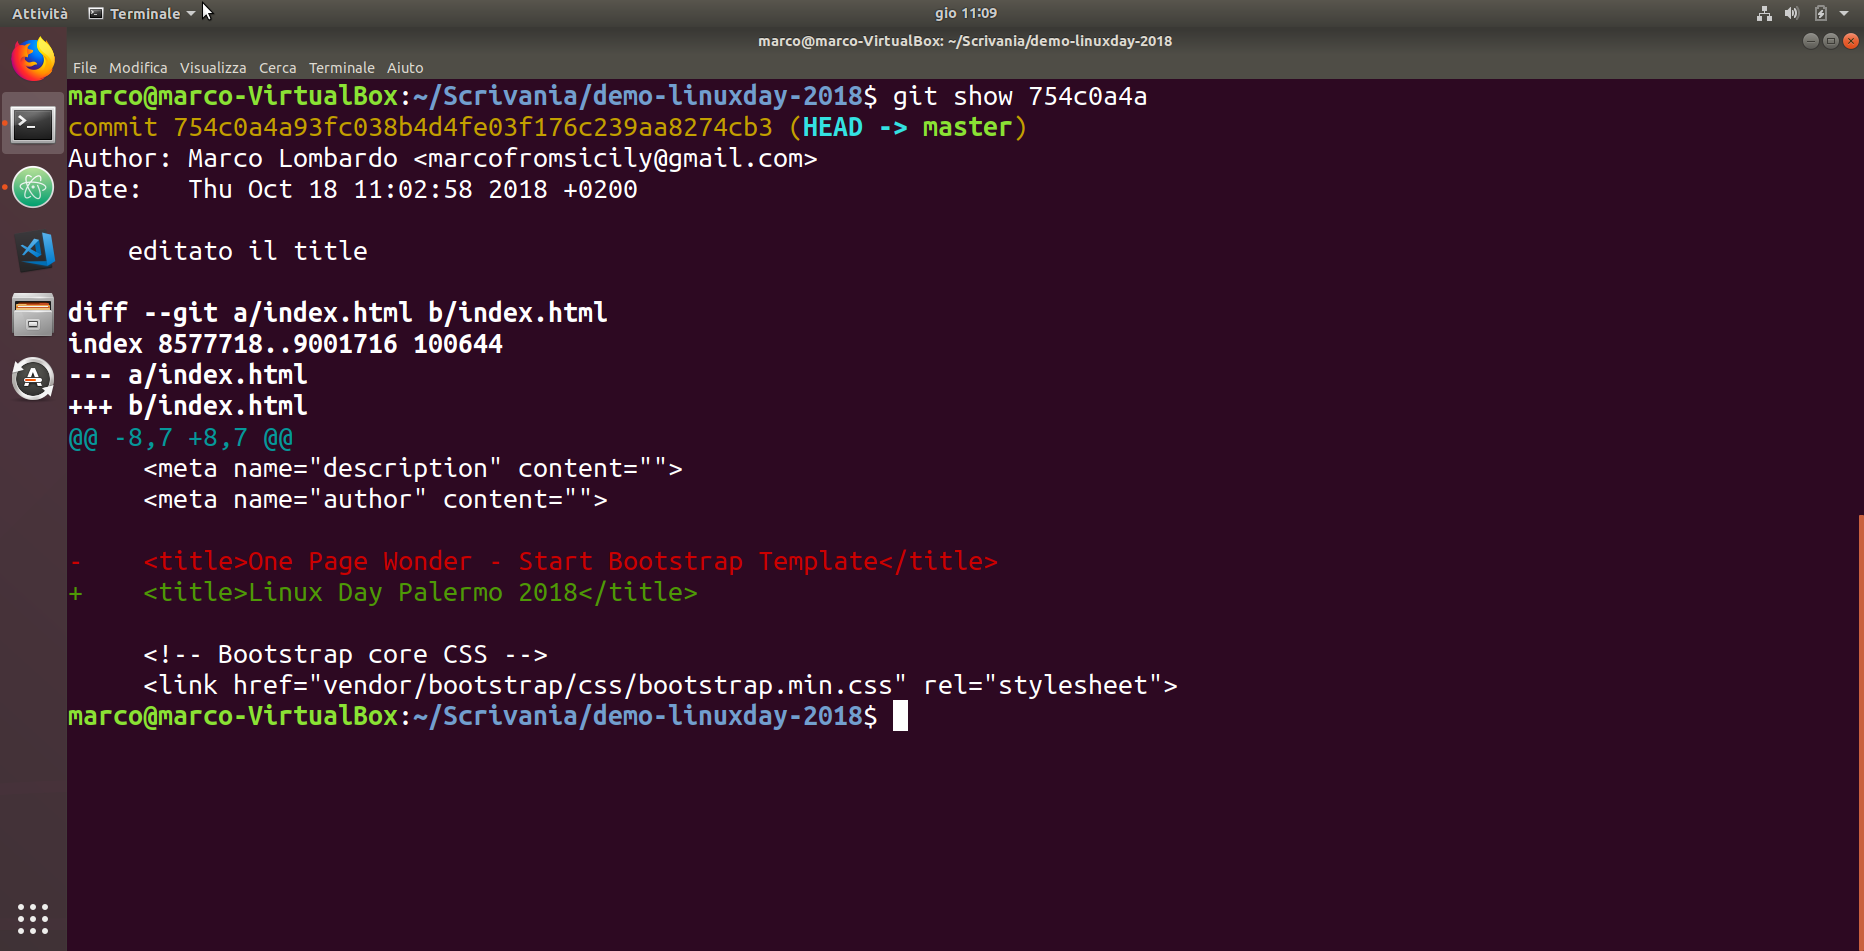 Attività Terminale gio 11:09
marco@marco-VirtualBox: ~/Scrivania/demo-linuxday-2018
File Modifica Visualizza Cerca Terminale Aiuto
marco@marco-VirtualBox:~/Scrivania/demo-linuxday-2018$ git show 754c0a4a
commit 754c0a4a93fc038b4d4fe03f176c239aa8274cb3 (HEAD -> master)
Author: Marco Lombardo <marcofromsicily@gmail.com>
Date:   Thu Oct 18 11:02:58 2018 +0200
    editato il title
diff --git a/index.html b/index.html
index 8577718..9001716 100644
--- a/index.html
+++ b/index.html
@@ -8,7 +8,7 @@
     <meta name="description" content="">
     <meta name="author" content="">
-    <title>One Page Wonder - Start Bootstrap Template</title>
+    <title>Linux Day Palermo 2018</title>
     <!-- Bootstrap core CSS -->
     <link href="vendor/bootstrap/css/bootstrap.min.css" rel="stylesheet">
marco@marco-VirtualBox:~/Scrivania/demo-linuxday-2018$